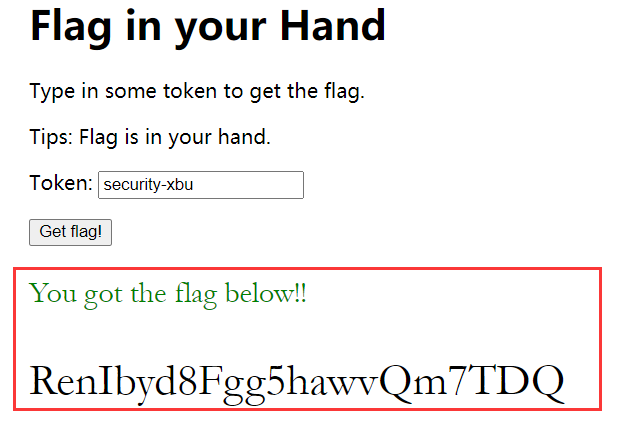 Flag in your Hand
Type in some token to get the flag.
Tips: Flag is in your hand.
Token: security-xbu
Get flag!
You got the flag below!!
RenIbyd8Fgg5hawvQm7TDQ